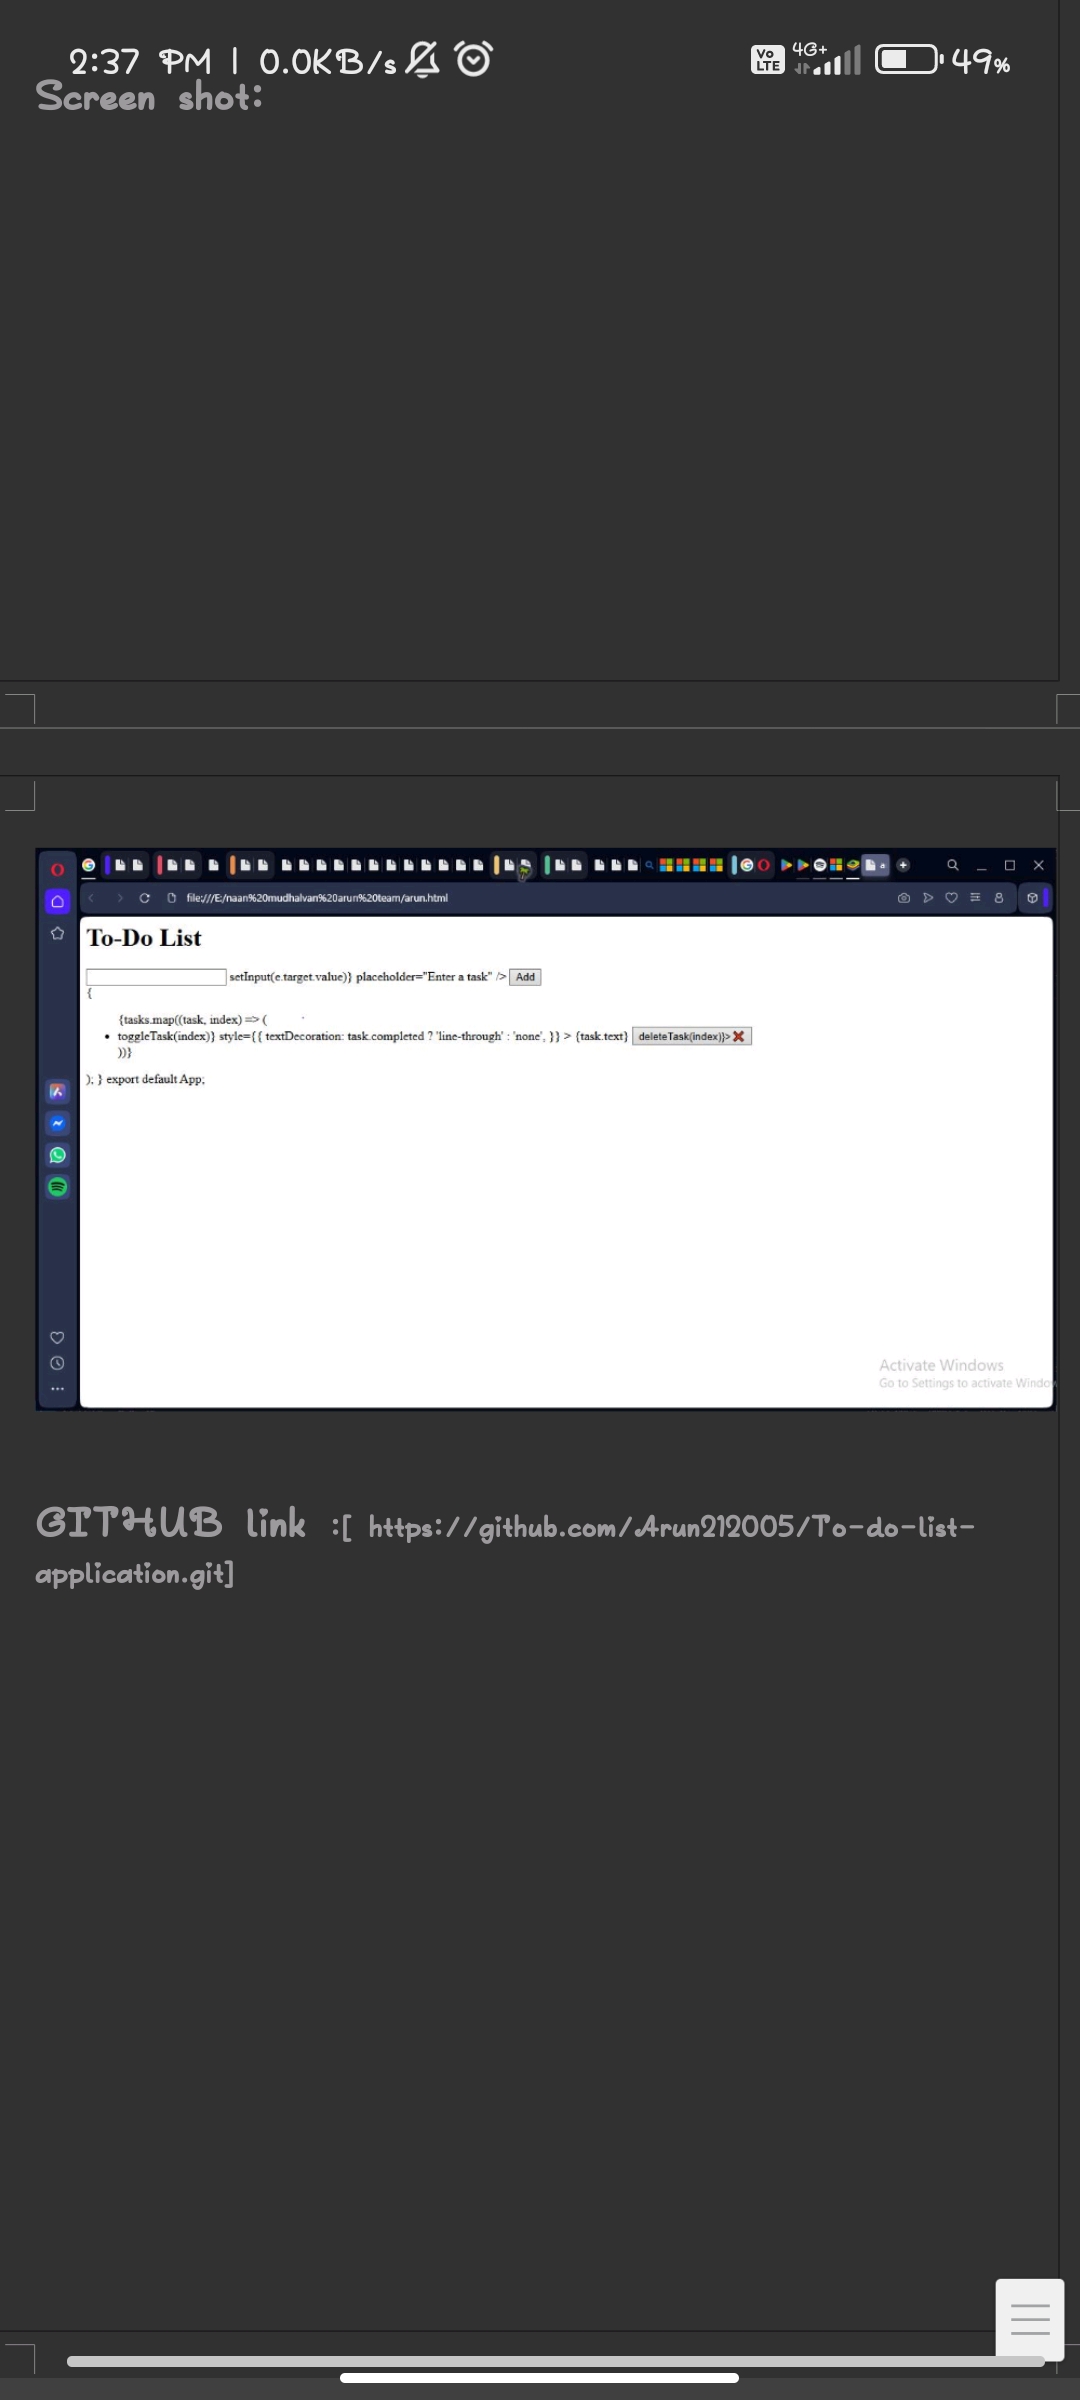 2:37 PM | 0.0KB/s VoLTE 4G+ 49%
Screen shot:
file:///E:/naan%20mudhalvan%20arun%20team/arun.html
To-Do List
setInput(e.target.value)} placeholder="Enter a task" /> Add
{
{tasks.map((task, index) => (
• toggleTask(index)} style={{ textDecoration: task.completed ? 'line-through' : 'none', }} > {task.text} deleteTask(index)}>❌
))}
); } export default App;
Activate Windows
Go to Settings to activate Window
GITHUB link :[ https://github.com/Arun212005/To-do-list-
application.git]